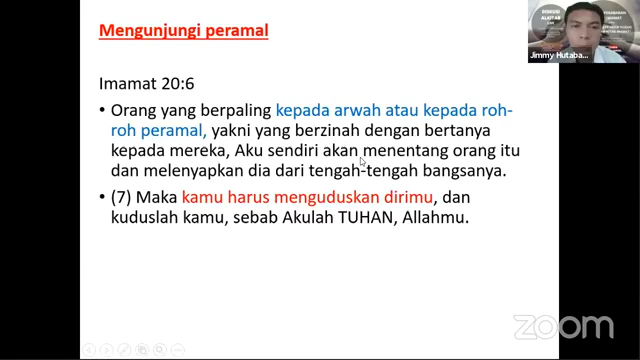 Mengunjungi peramal
Imamat 20:6
• Orang yang berpaling kepada arwah atau kepada roh-
roh peramal, yakni yang berzinah dengan bertanya
kepada mereka, Aku sendiri akan menentang orang itu
dan melenyapkan dia dari tengah-tengah bangsanya.
• (7) Maka kamu harus menguduskan dirimu, dan
kuduslah kamu, sebab Akulah TUHAN, Allahmu.
DISKUSI
ALKITAB
Jimmy Hutaba...
zoom